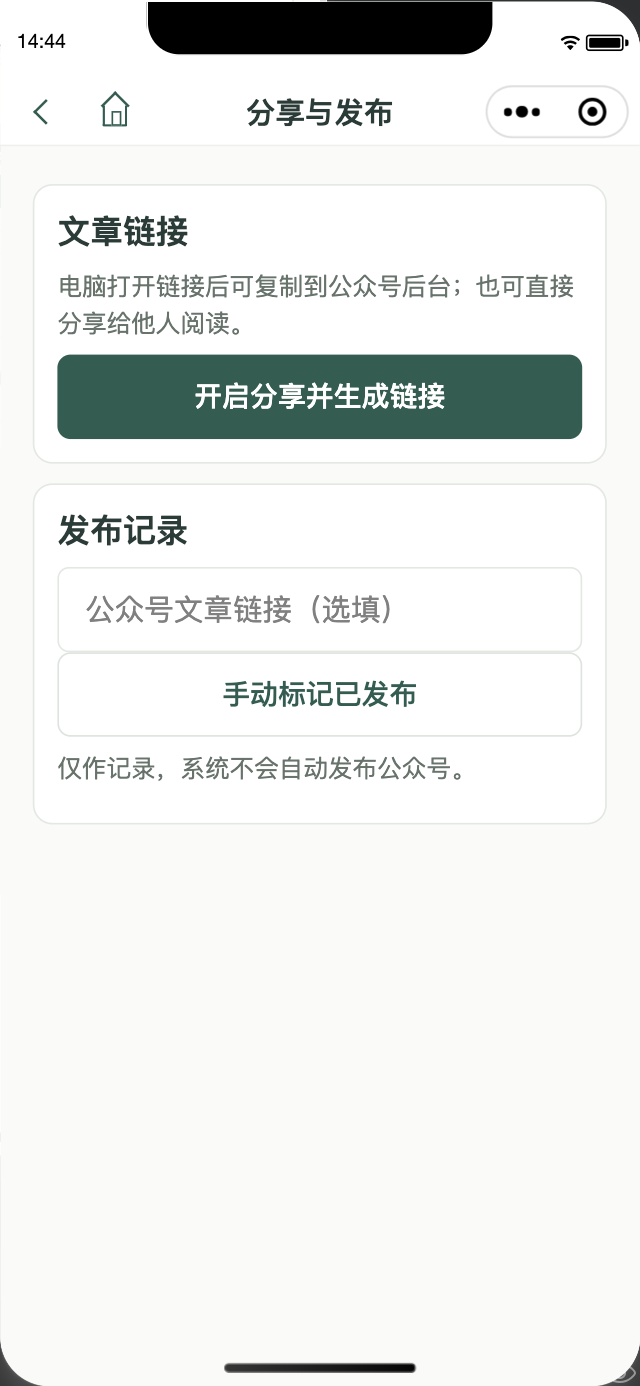 14:44
分享与发布
文章链接
电脑打开链接后可复制到公众号后台；也可直接
分享给他人阅读。
开启分享并生成链接
发布记录
公众号文章链接（选填）
手动标记已发布
仅作记录，系统不会自动发布公众号。